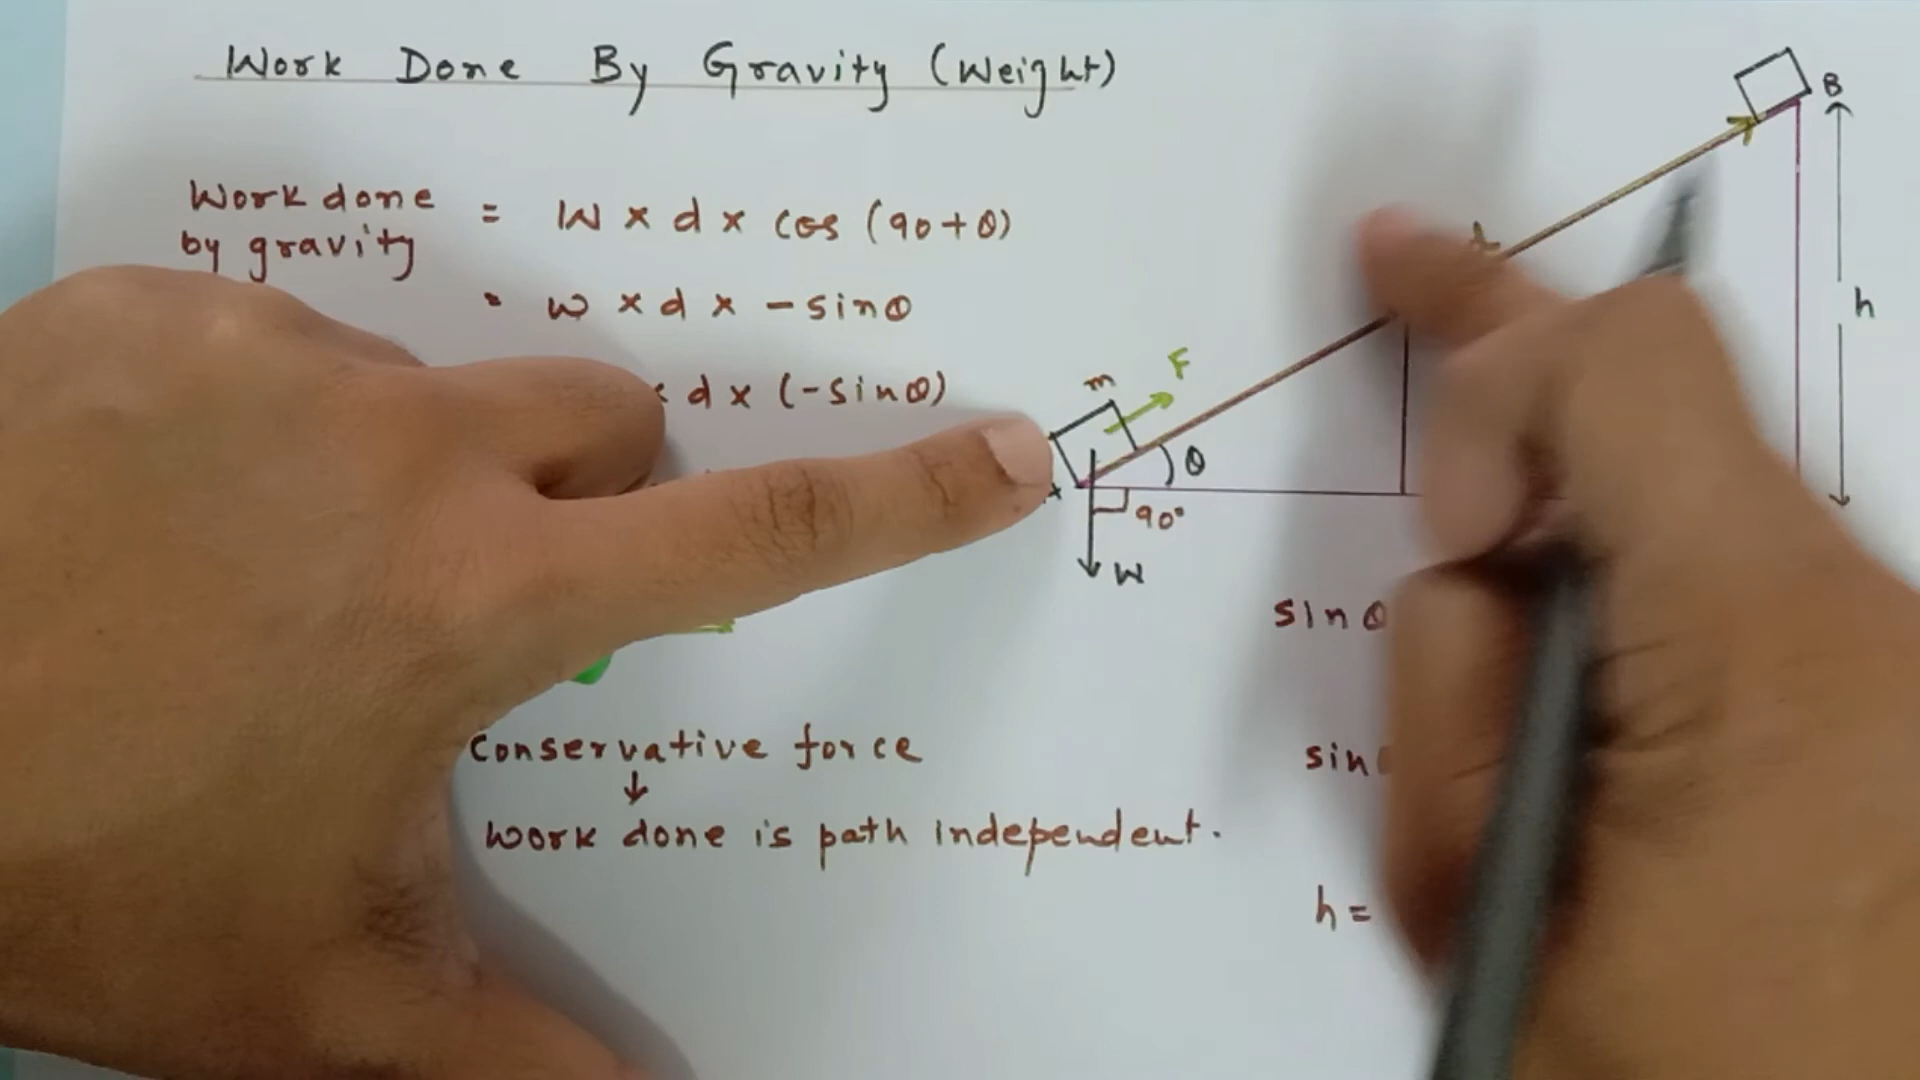 Work Done By Gravity (Weight)
Work done
by gravity
= W × d × cos (90+θ)
= W × d × -sinθ
d × (-sinθ)
Conservative force
↓
Work done is path independent.
B
h
F
m
θ
90°
W
sinθ
sin
h =